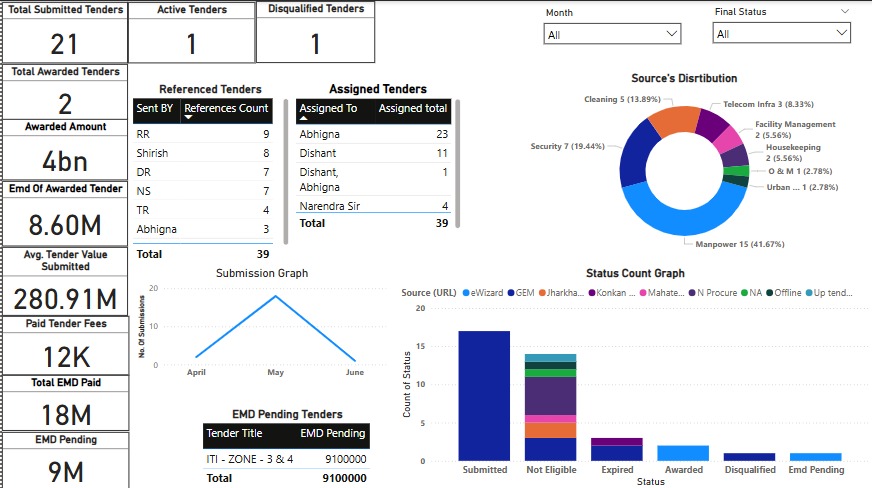 Total Submitted Tenders
21
Active Tenders
1
Disqualified Tenders
1
Month
All
Final Status
All
Total Awarded Tenders
2
Awarded Amount
4bn
Emd Of Awarded Tender
8.60M
Avg. Tender Value
Submitted
280.91M
Paid Tender Fees
12K
Total EMD Paid
18M
EMD Pending
9M
Referenced Tenders
Sent BY References Count
RR 9
Shirish 8
DR 7
NS 7
TR 4
Abhigna 3
Total 39
Assigned Tenders
Assigned To Assigned total
Abhigna 23
Dishant 11
Dishant, 1
Abhigna
Narendra Sir 4
Total 39
Source's Disrtibution
Cleaning 5 (13.89%)
Telecom Infra 3 (8.33%)
Facility Management
2 (5.56%)
Security 7 (19.44%)
Housekeeping
2 (5.56%)
O & M 1 (2.78%)
Urban ... 1 (2.78%)
Manpower 15 (41.67%)
Submission Graph
No. Of Submissions
20
10
0
April May June
EMD Pending Tenders
Tender Title EMD Pending
ITI - ZONE - 3 & 4 9100000
Total 9100000
Status Count Graph
Source (URL) eWizard GEM Jharkha... Konkan ... Mahate... N Procure NA Offline Up tend...
Count of Status
20
15
10
5
0
Submitted Not Eligible Expired Awarded Disqualified Emd Pending
Status